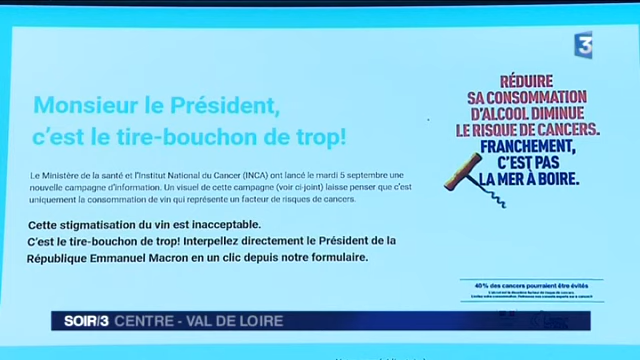 3
Monsieur le Président,
c'est le tire-bouchon de trop!
Le Ministère de la santé et l'Institut National du Cancer (INCA) ont lancé le mardi 5 septembre une
nouvelle campagne d'information. Un visuel de cette campagne (voir ci-joint) laisse penser que c'est
uniquement la consommation de vin qui représente un facteur de risques de cancers.
Cette stigmatisation du vin est inacceptable.
C'est le tire-bouchon de trop! Interpellez directement le Président de la
République Emmanuel Macron en un clic depuis notre formulaire.
RÉDUIRE
SA CONSOMMATION
D'ALCOOL DIMINUE
LE RISQUE DE CANCERS.
FRANCHEMENT,
C'EST PAS
LA MER À BOIRE.
40% des cancers pourraient être évités
SOIR/3 CENTRE - VAL DE LOIRE